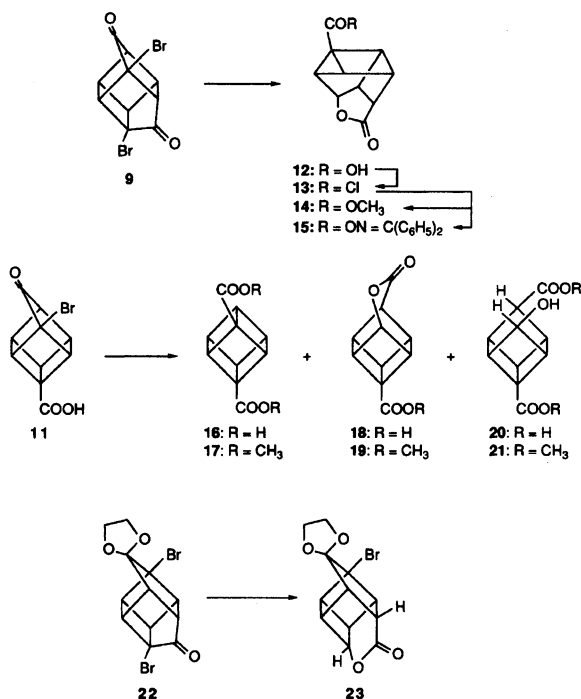 O
Br
Br
O
9
COR
O
O
12: R = OH
13: R = Cl
14: R = OCH₃
15: R = ON = C(C₆H₅)₂
O
Br
COOH
11
COOR
COOR
16: R = H
17: R = CH₃
+
O
O
COOR
18: R = H
19: R = CH₃
+
H
H
COOR
OH
COOR
20: R = H
21: R = CH₃
O
O
Br
Br
O
22
O
O
Br
H
H
O
O
23